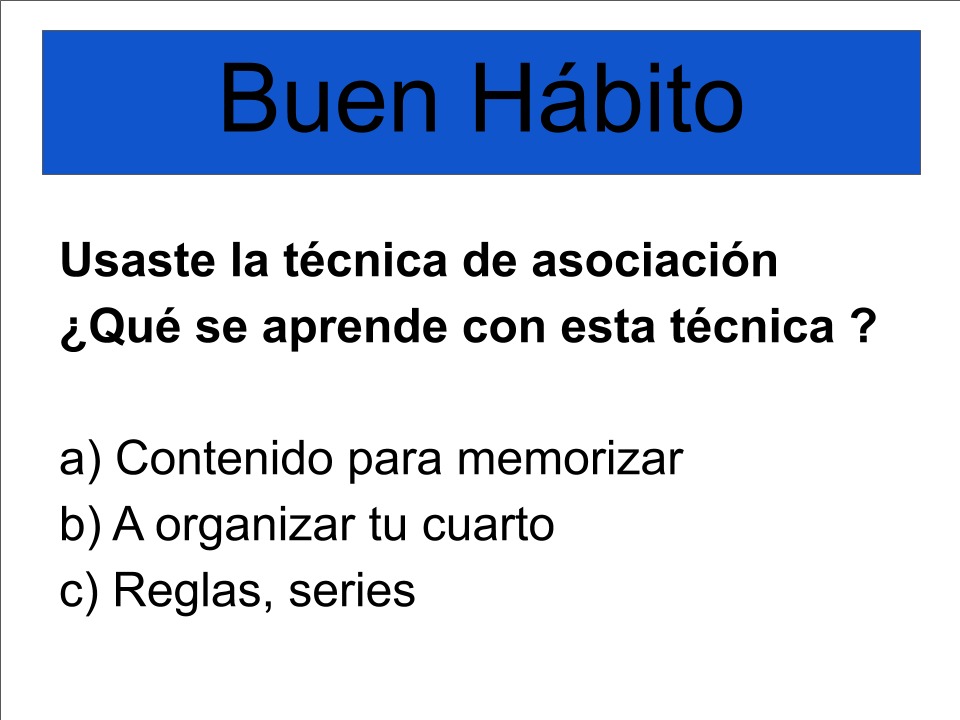 Buen Hábito
Usaste la técnica de asociación
¿Qué se aprende con esta técnica ?
a) Contenido para memorizar
b) A organizar tu cuarto
c) Reglas, series